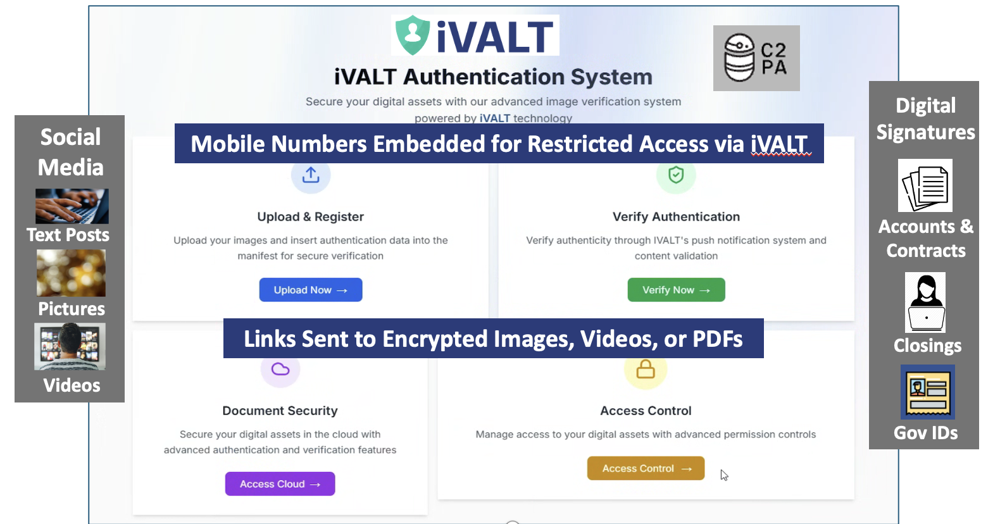 iVALT
C2
PA
iVALT Authentication System
Secure your digital assets with our advanced image verification system
powered by iVALT technology
Mobile Numbers Embedded for Restricted Access via iVALT
Social
Media
Text Posts
Pictures
Videos
Upload & Register
Upload your images and insert authentication data into the
manifest for secure verification
Upload Now →
Verify Authentication
Verify authenticity through IVALT's push notification system and
content validation
Verify Now →
Links Sent to Encrypted Images, Videos, or PDFs
Document Security
Secure your digital assets in the cloud with
advanced authentication and verification features
Access Cloud →
Access Control
Manage access to your digital assets with advanced permission controls
Access Control →
Digital
Signatures
Accounts &
Contracts
Closings
Gov IDs